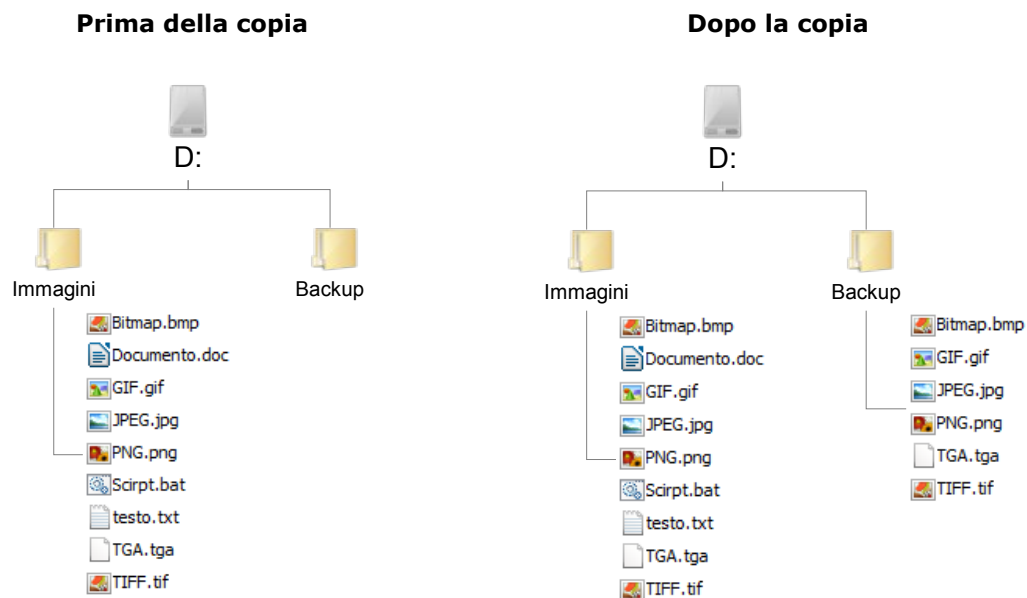 Prima della copia
D:
Immagini
Backup
Bitmap.bmp
Documento.doc
GIF.gif
JPEG.jpg
PNG.png
Scirpt.bat
testo.txt
TGA.tga
TIFF.tif
Dopo la copia
D:
Immagini
Backup
Bitmap.bmp
Documento.doc
GIF.gif
JPEG.jpg
PNG.png
Scirpt.bat
testo.txt
TGA.tga
TIFF.tif
Bitmap.bmp
GIF.gif
JPEG.jpg
PNG.png
TGA.tga
TIFF.tif